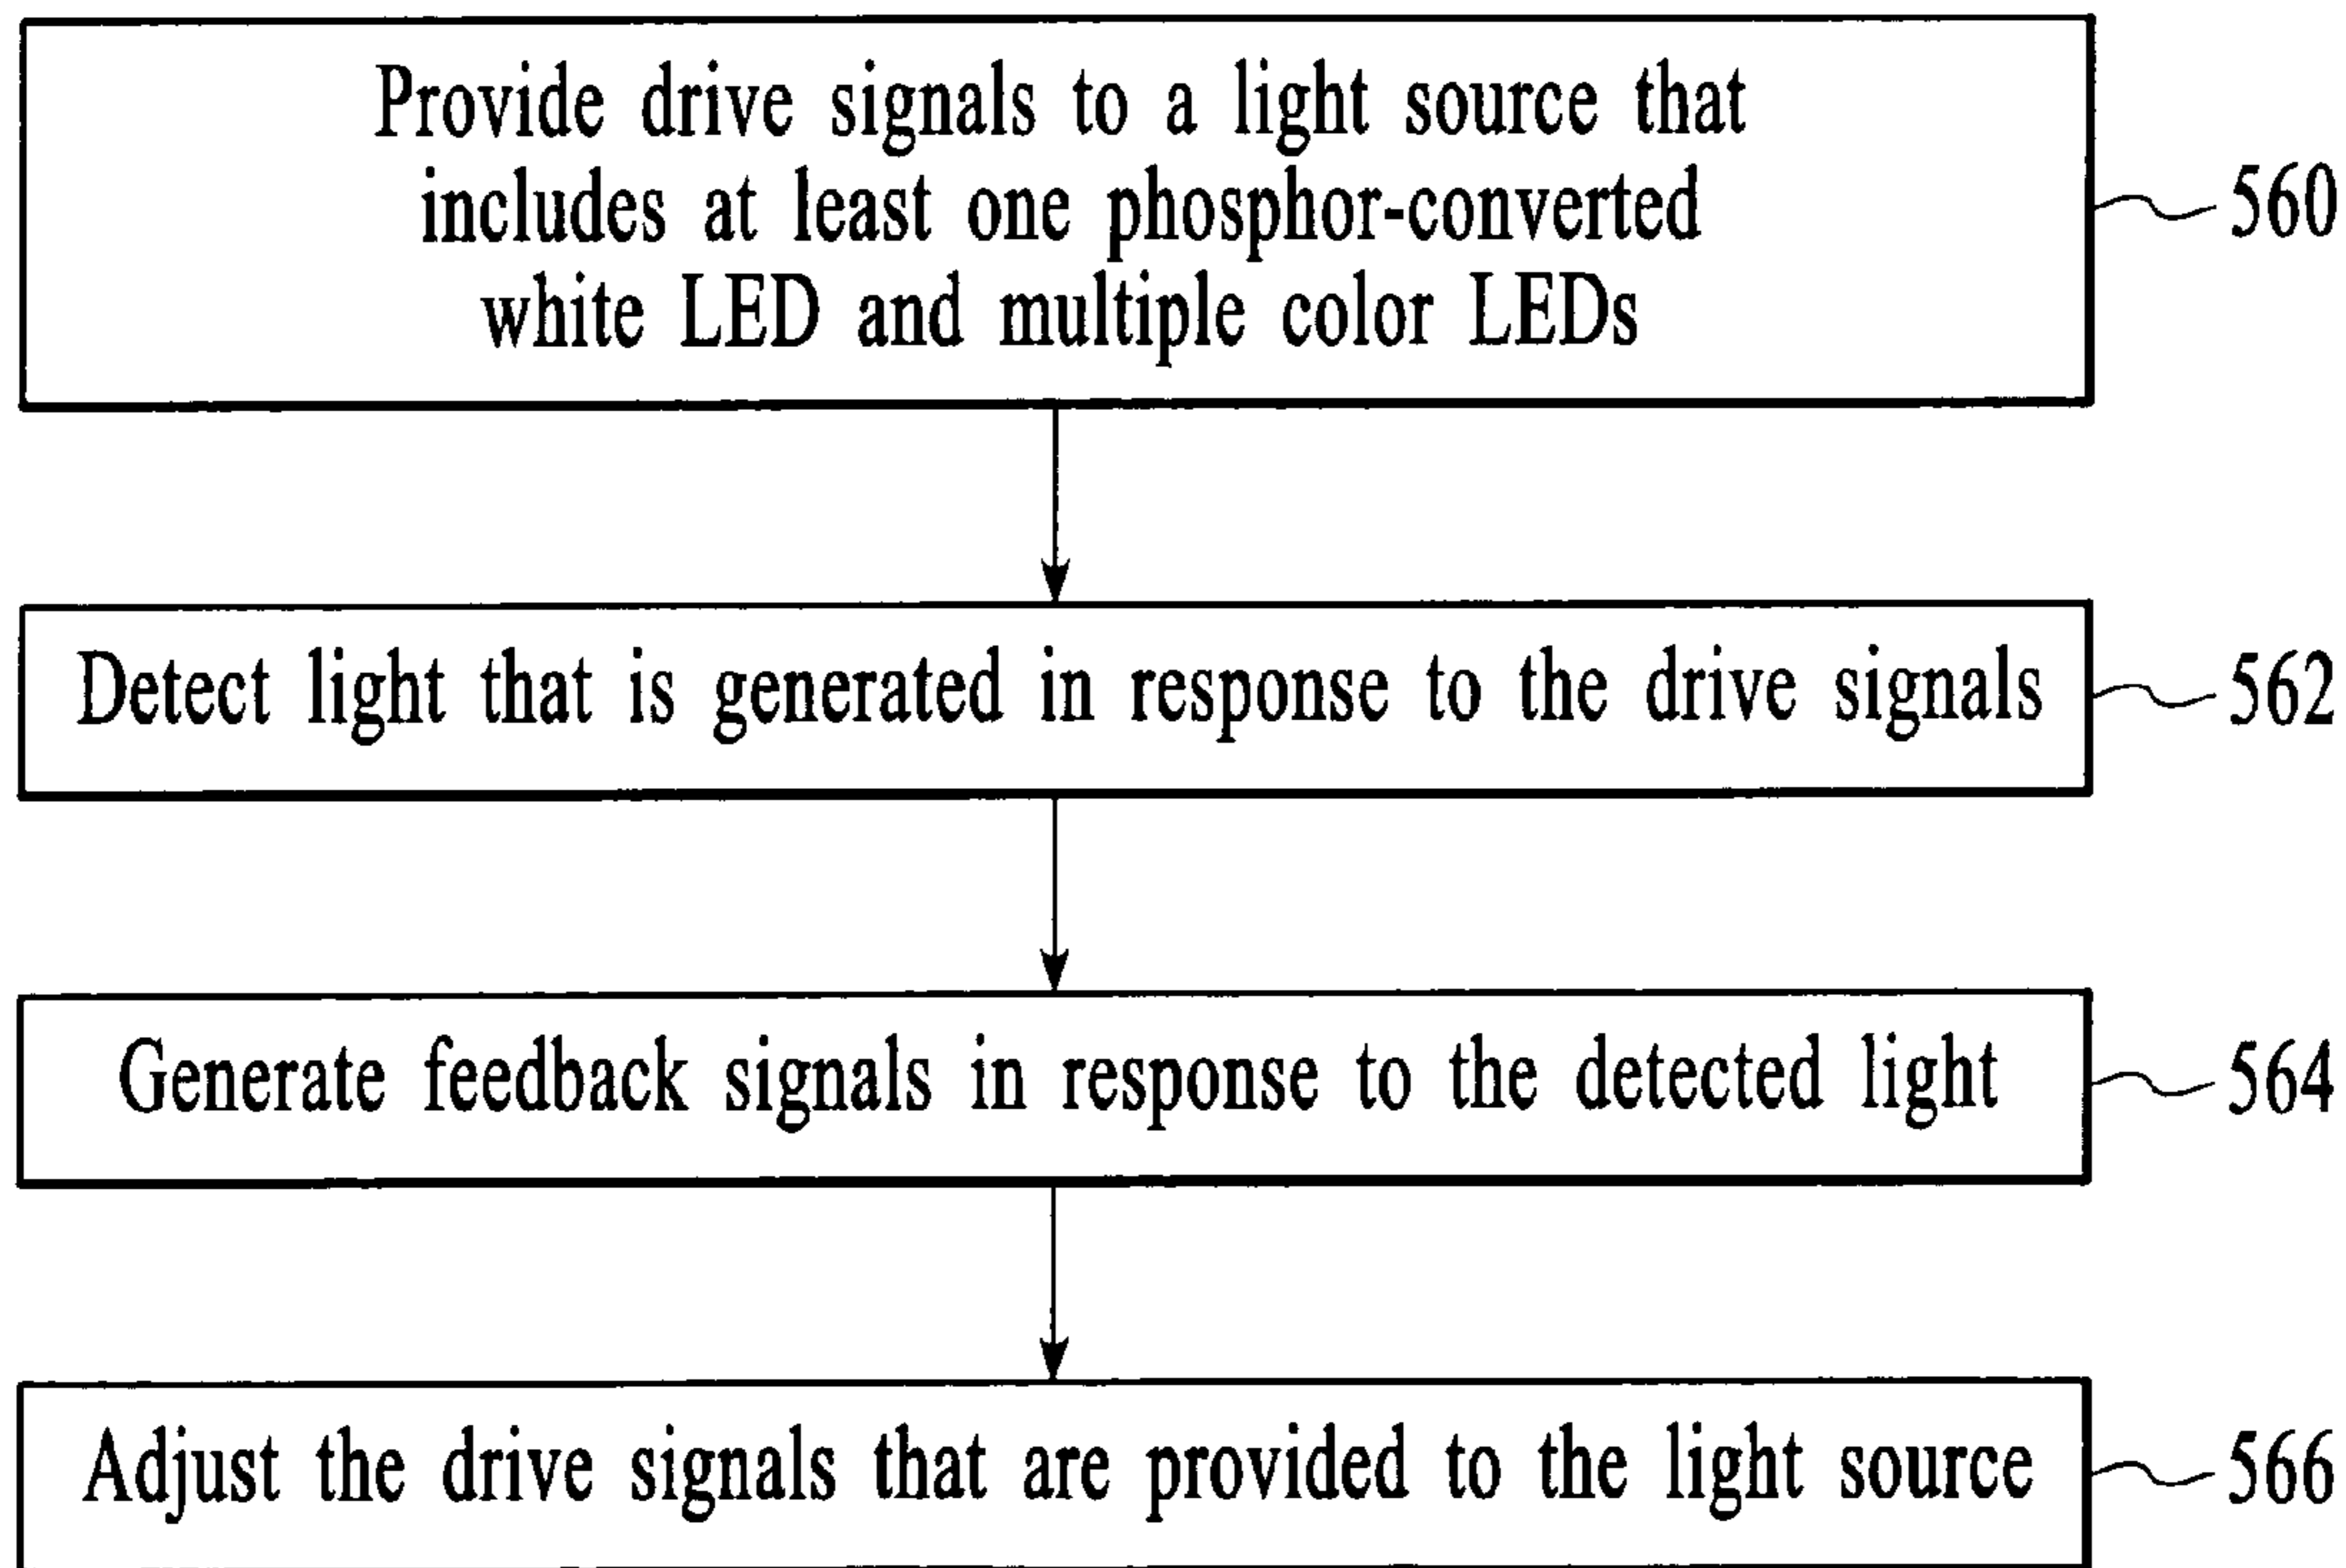 Provide drive signals to a light source that
includes at least one phosphor-converted
white LED and multiple color LEDs
560
Detect light that is generated in response to the drive signals
562
Generate feedback signals in response to the detected light
564
Adjust the drive signals that are provided to the light source
566